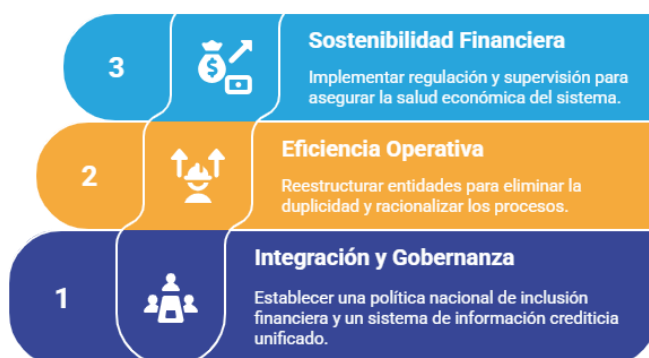 3
Sostenibilidad Financiera
Implementar regulación y supervisión para
asegurar la salud económica del sistema.
2
Eficiencia Operativa
Reestructurar entidades para eliminar la
duplicidad y racionalizar los procesos.
1
Integración y Gobernanza
Establecer una política nacional de inclusión
financiera y un sistema de información crediticia
unificado.